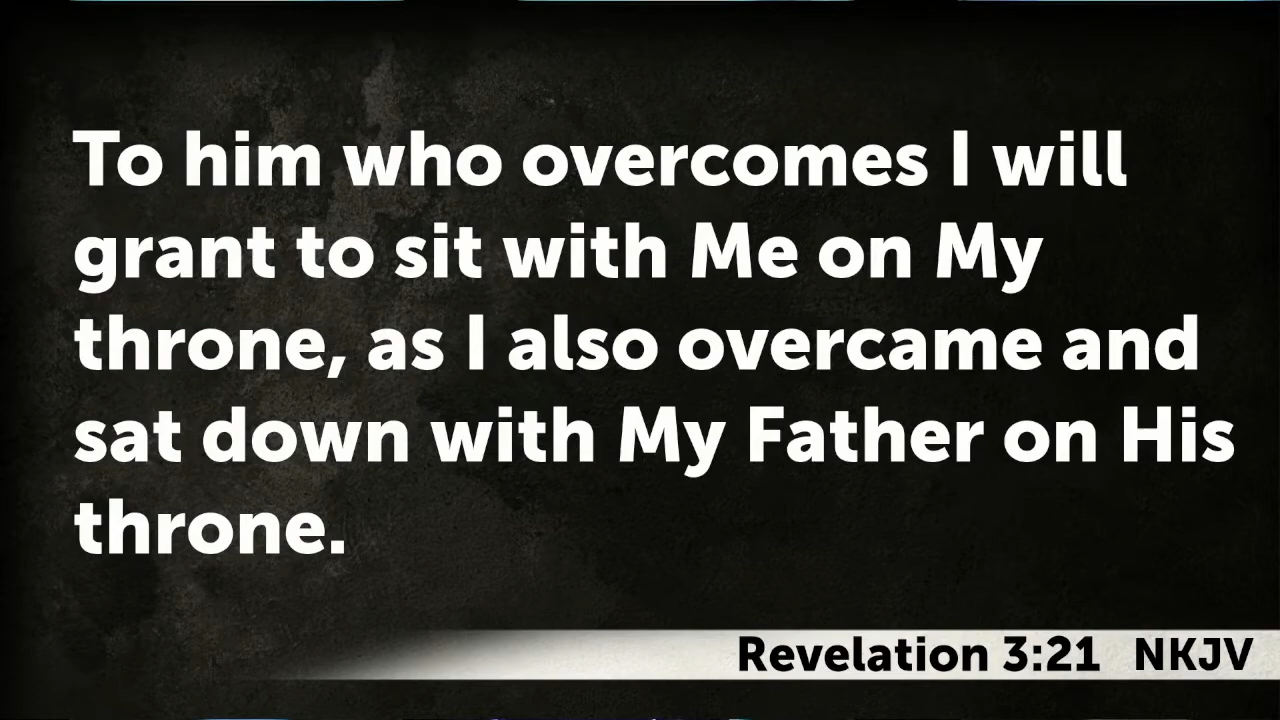 To him who overcomes I will
grant to sit with Me on My
throne, as I also overcame and
sat down with My Father on His
throne.
Revelation 3:21 NKJV